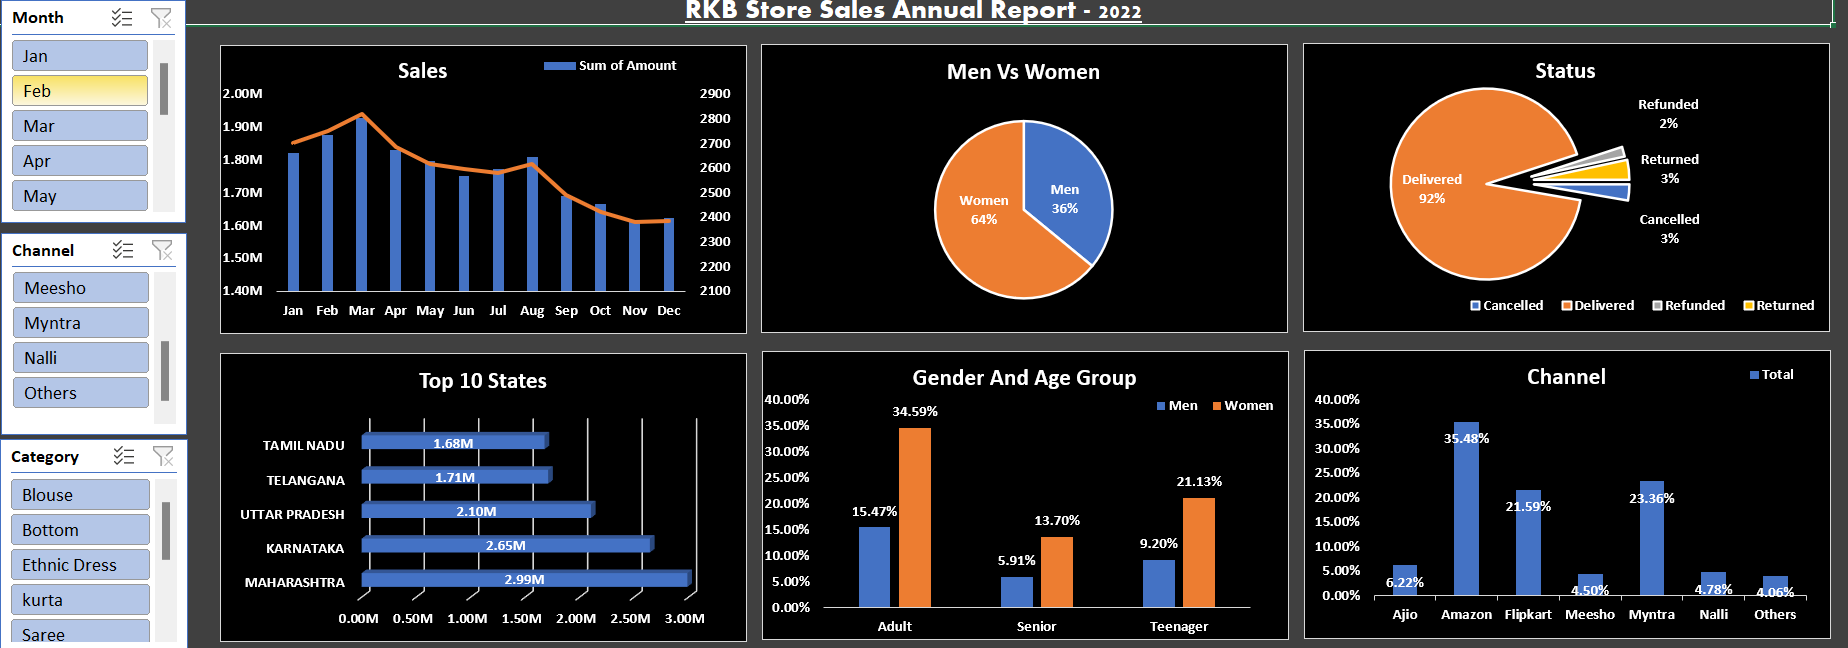 RKB Store Sales Annual Report - 2022
Month
Jan
Feb
Mar
Apr
May
Channel
Meesho
Myntra
Nalli
Others
Category
Blouse
Bottom
Ethnic Dress
kurta
Saree
Sales
Sum of Amount
2.00M
1.90M
1.80M
1.70M
1.60M
1.50M
1.40M
2900
2800
2700
2600
2500
2400
2300
2200
2100
Jan Feb Mar Apr May Jun Jul Aug Sep Oct Nov Dec
Men Vs Women
Men
36%
Women
64%
Status
Refunded
2%
Returned
3%
Delivered
92%
Cancelled
3%
Cancelled Delivered Refunded Returned
Top 10 States
TAMIL NADU 1.68M
TELANGANA 1.71M
UTTAR PRADESH 2.10M
KARNATAKA 2.65M
MAHARASHTRA 2.99M
0.00M 0.50M 1.00M 1.50M 2.00M 2.50M 3.00M
Gender And Age Group
Men Women
40.00%
35.00%
30.00%
25.00%
20.00%
15.00%
10.00%
5.00%
0.00%
15.47% 34.59%
5.91% 13.70%
9.20% 21.13%
Adult Senior Teenager
Channel
Total
40.00%
35.00%
30.00%
25.00%
20.00%
15.00%
10.00%
5.00%
0.00%
6.22% 35.48% 21.59% 4.50% 23.36% 4.78% 4.06%
Ajio Amazon Flipkart Meesho Myntra Nalli Others